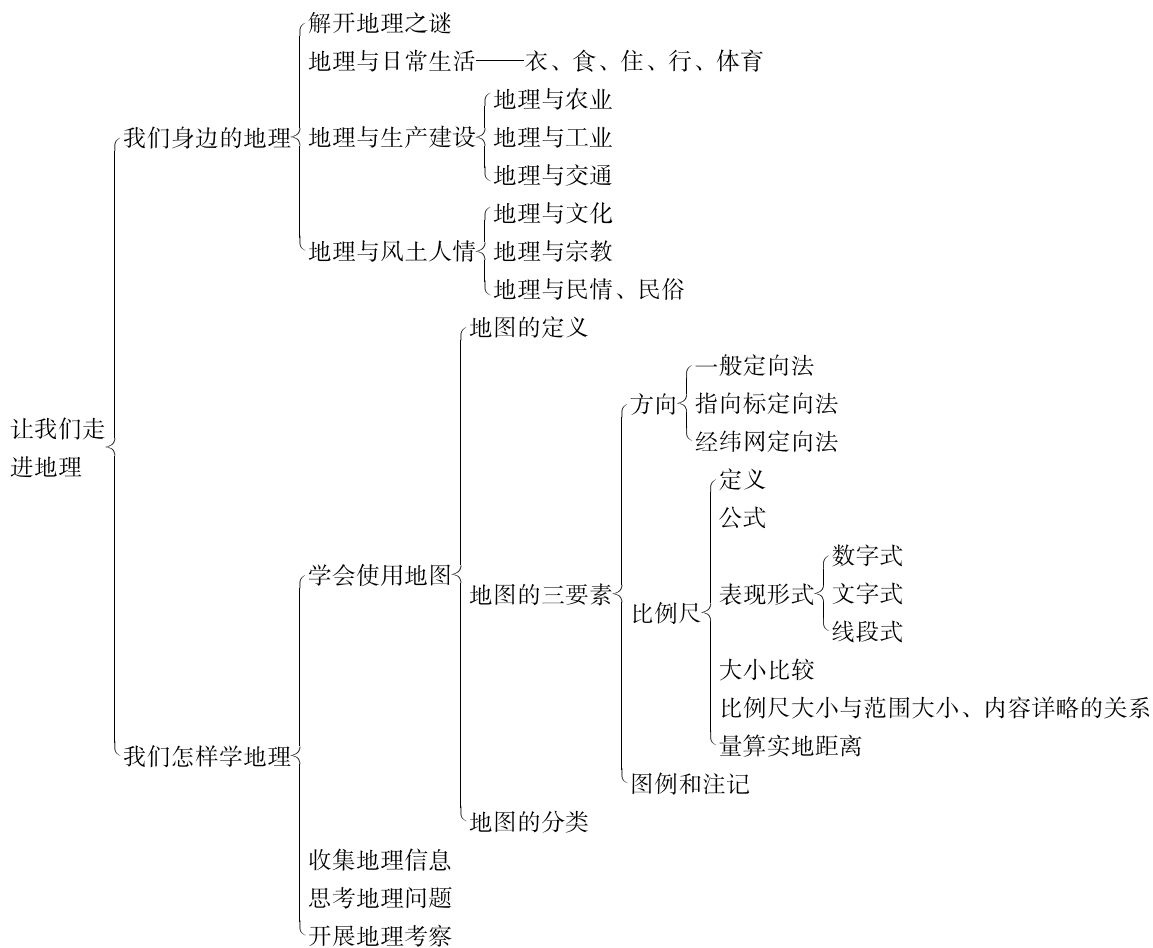 解开地理之谜
地理与日常生活——衣、食、住、行、体育
地理与农业
我们身边的地理
地理与生产建设
地理与工业
地理与交通
地理与文化
地理与风土人情
地理与宗教
地理与民情、民俗
地图的定义
一般定向法
方向
指向标定向法
经纬网定向法
让我们走
进地理
定义
公式
数字式
学会使用地图
地图的三要素
比例尺
表现形式
文字式
线段式
大小比较
比例尺大小与范围大小、内容详略的关系
我们怎样学地理
量算实地距离
图例和注记
地图的分类
收集地理信息
思考地理问题
开展地理考察